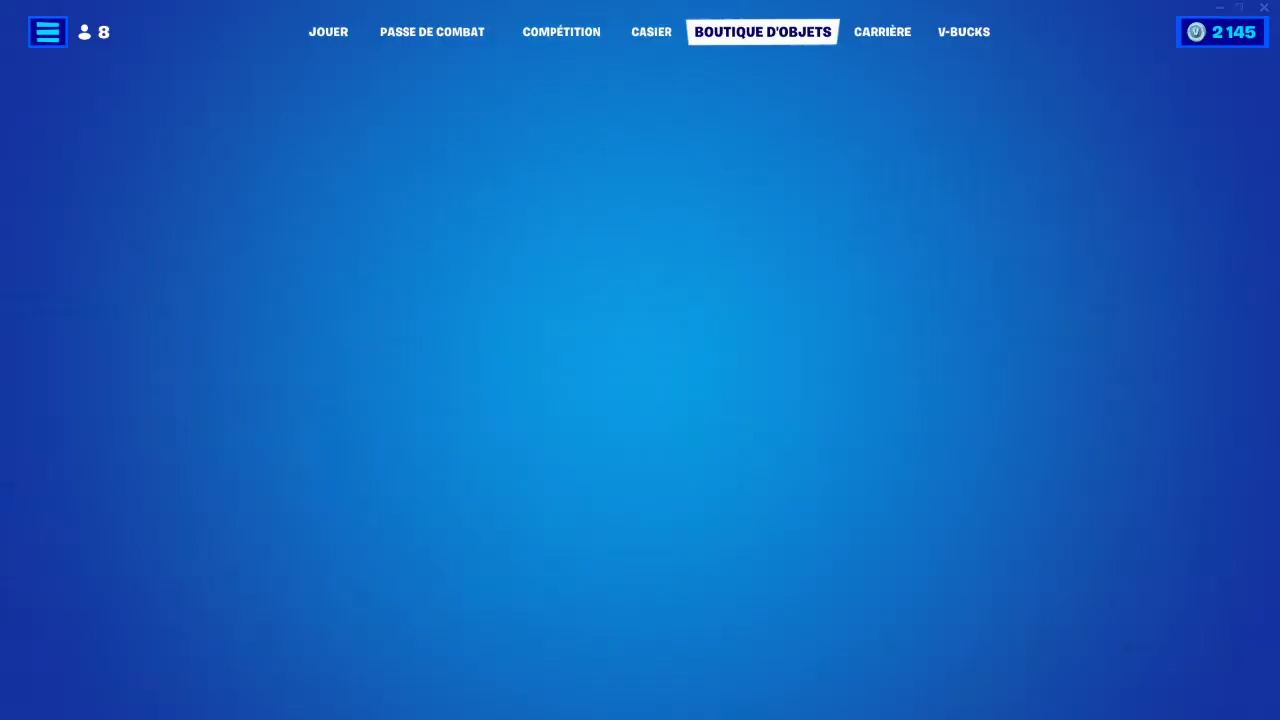 8
JOUER PASSE DE COMBAT COMPÉTITION CASIER BOUTIQUE D'OBJETS CARRIÈRE V-BUCKS
2 145